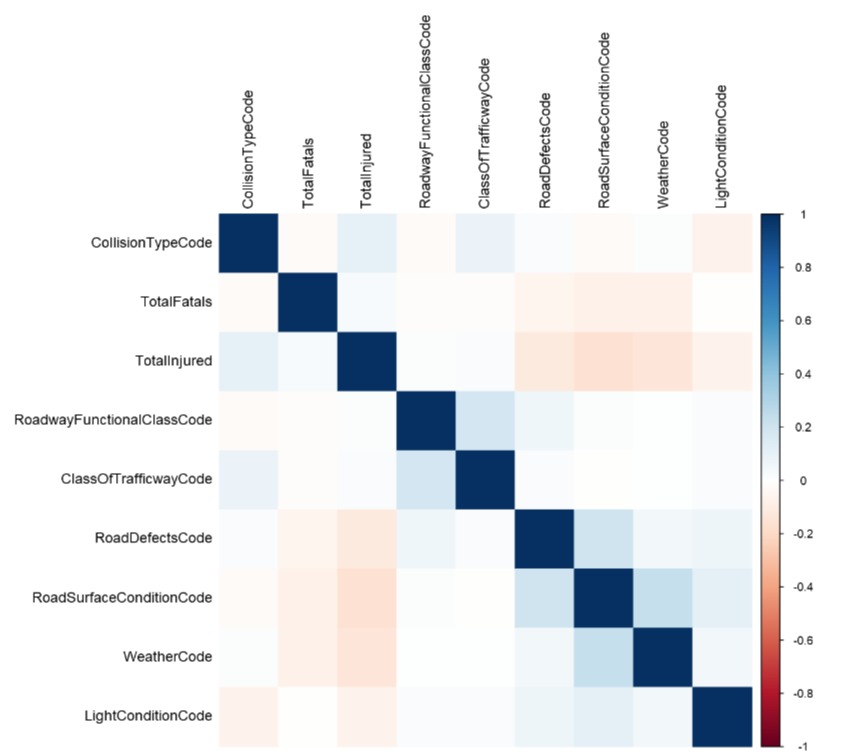 CollisionTypeCode
TotalFatals
TotalInjured
RoadwayFunctionalClassCode
ClassOfTrafficwayCode
RoadDefectsCode
RoadSurfaceConditionCode
WeatherCode
LightConditionCode
CollisionTypeCode
TotalFatals
TotalInjured
RoadwayFunctionalClassCode
ClassOfTrafficwayCode
RoadDefectsCode
RoadSurfaceConditionCode
WeatherCode
LightConditionCode
1
0.8
0.6
0.4
0.2
0
-0.2
-0.4
-0.6
-0.8
-1